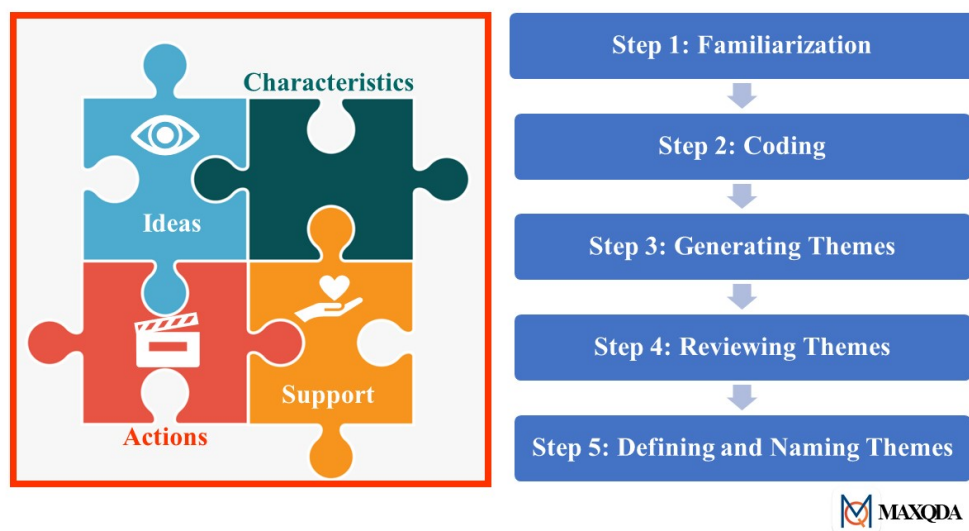 Characteristics
Ideas
Support
Actions
Step 1: Familiarization
Step 2: Coding
Step 3: Generating Themes
Step 4: Reviewing Themes
Step 5: Defining and Naming Themes
MAXQDA